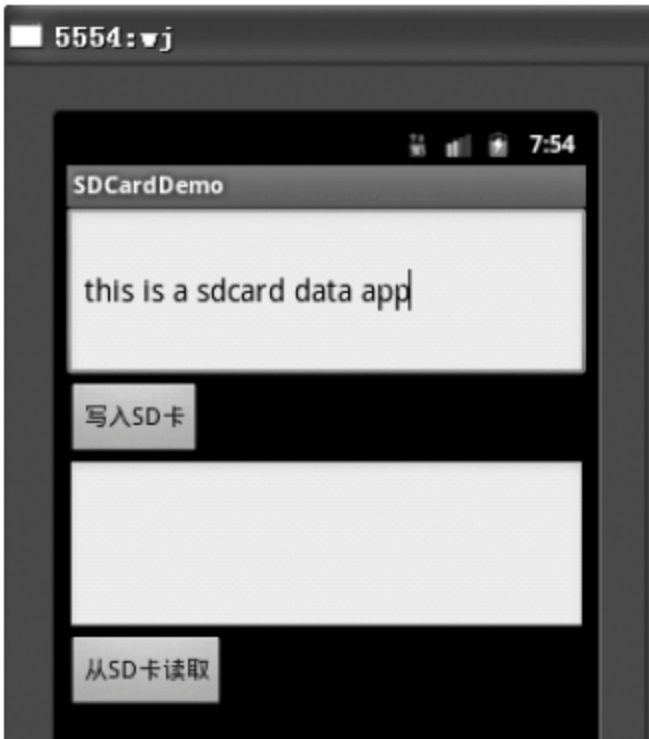 5554:wj
7:54
SDCardDemo
this is a sdcard data app
写入SD卡
从SD卡读取